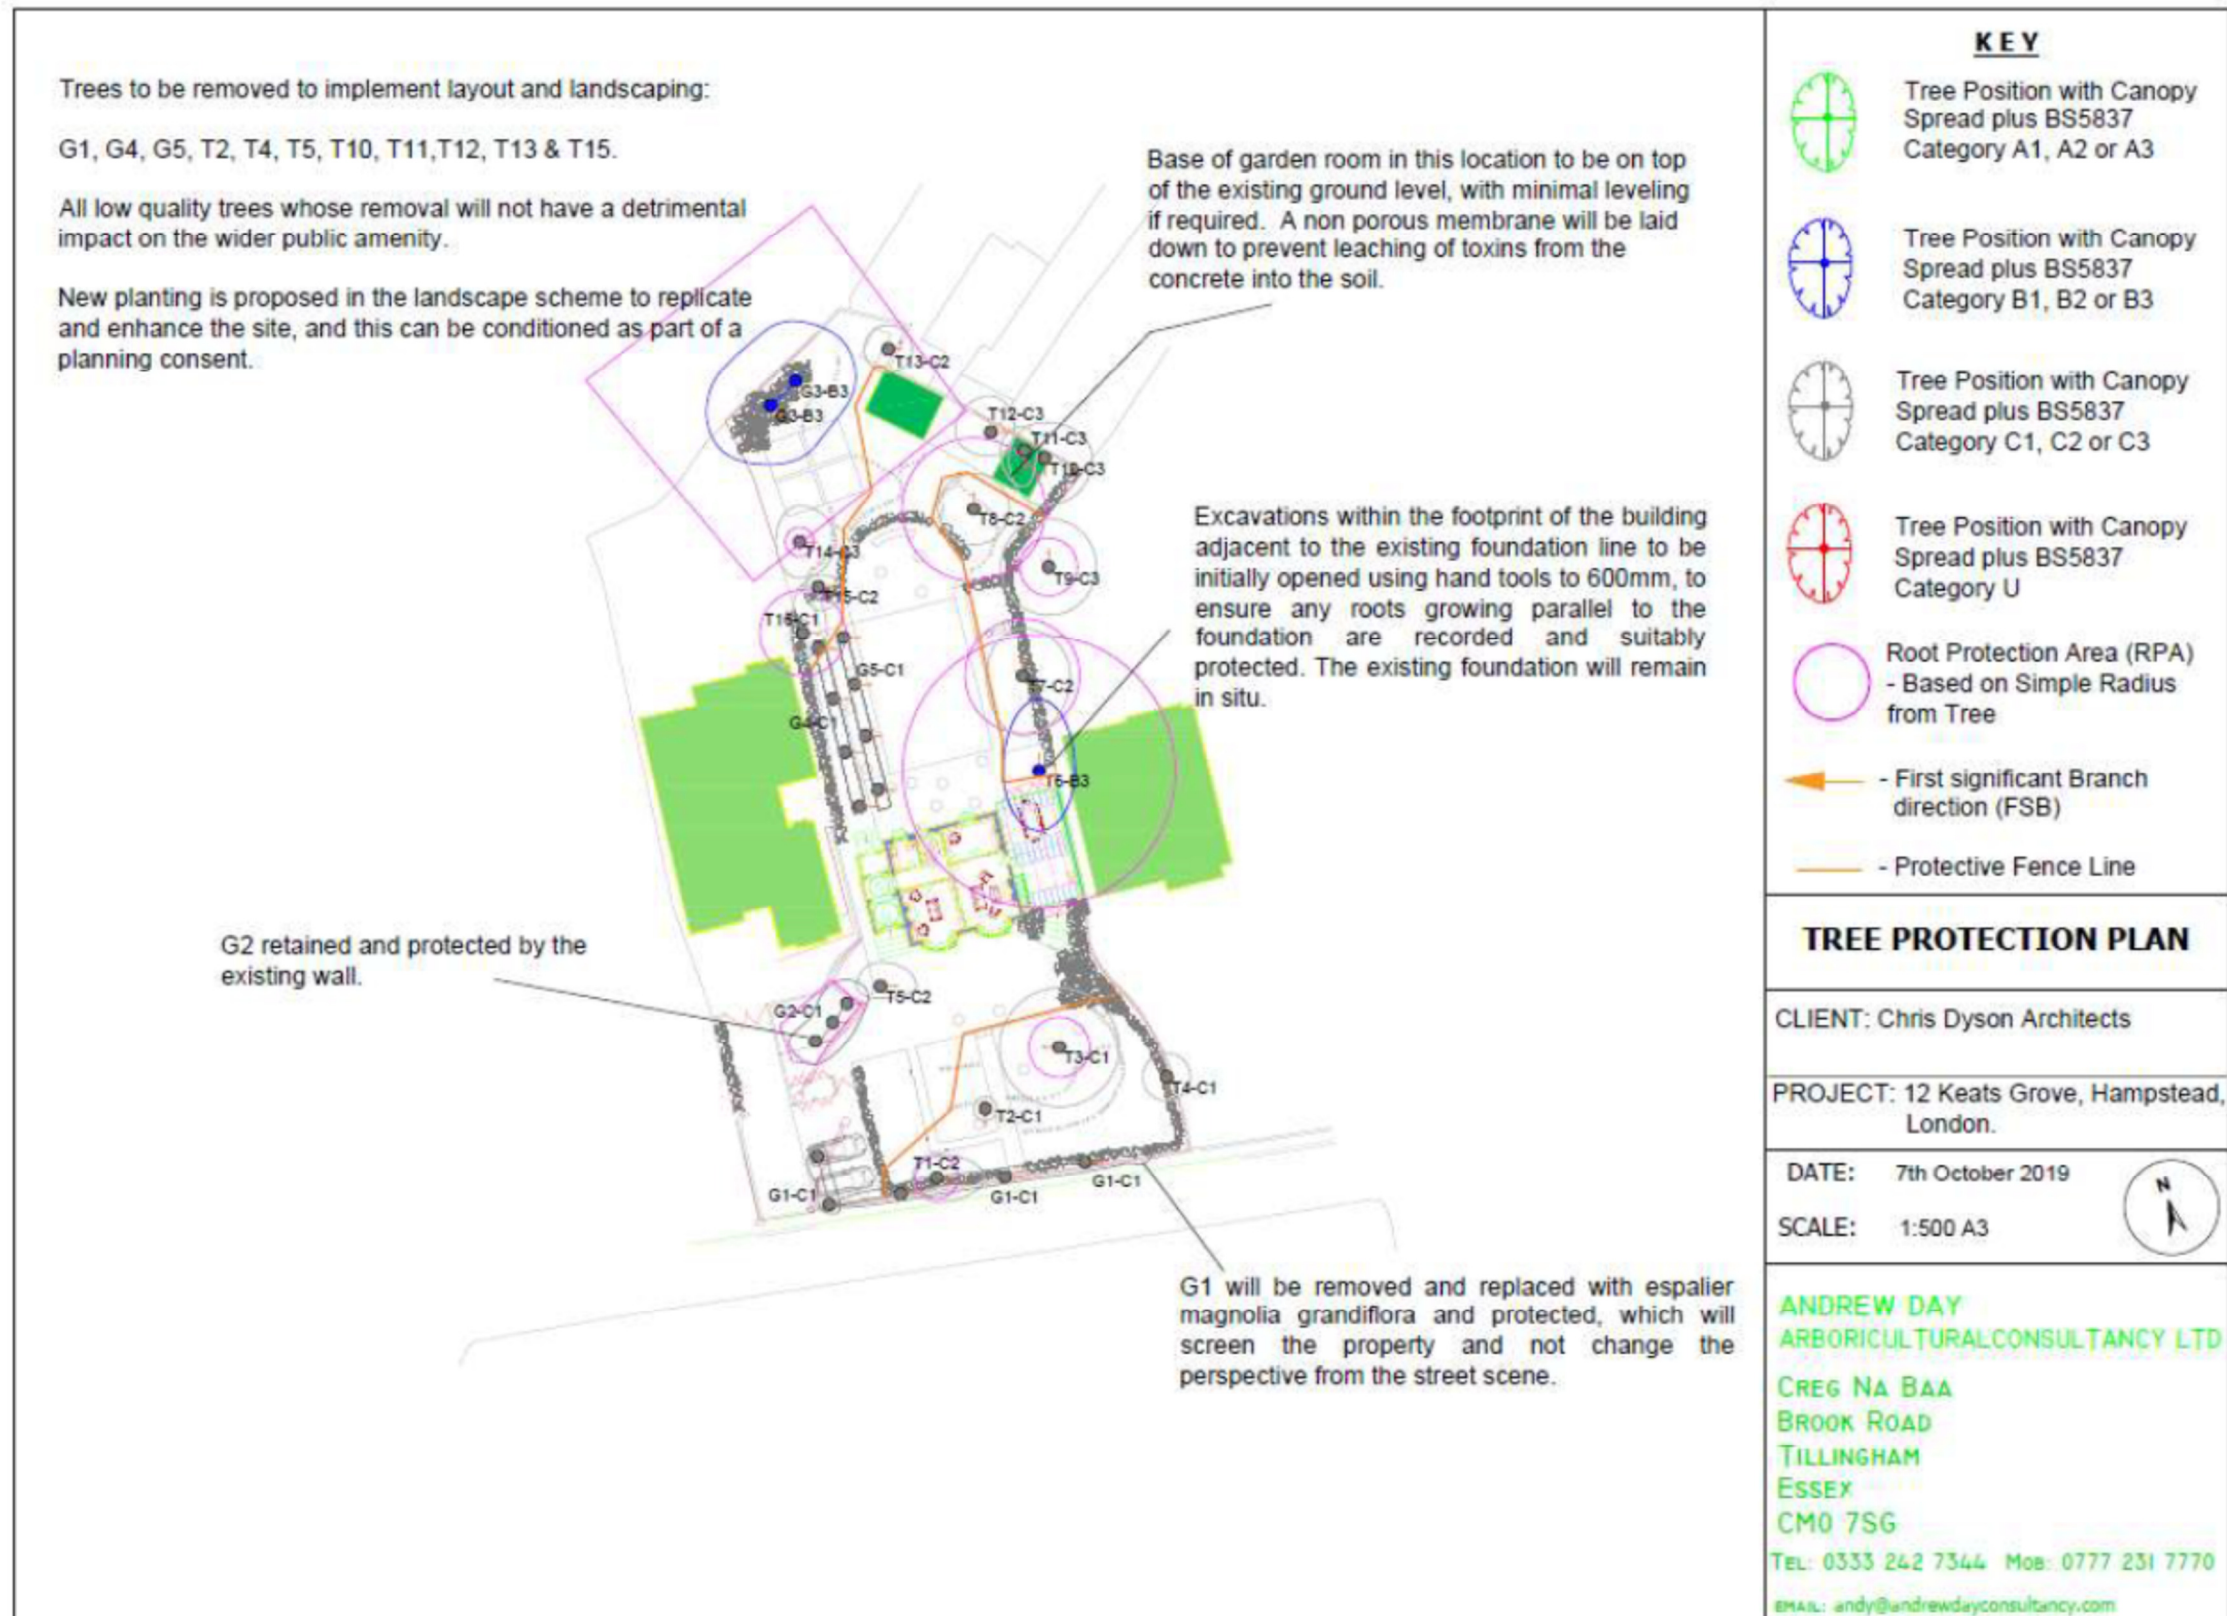 Trees to be removed to implement layout and landscaping:
G1, G4, G5, T2, T4, T5, T10, T11,T12, T13 & T15.
All low quality trees whose removal will not have a detrimental
impact on the wider public amenity.
New planting is proposed in the landscape scheme to replicate
and enhance the site, and this can be conditioned as part of a
planning consent.
Base of garden room in this location to be on top
of the existing ground level, with minimal leveling
if required. A non porous membrane will be laid
down to prevent leaching of toxins from the
concrete into the soil.
T13-C2
G3-B3
G3-B3
T12-C3
T11-C3
T10-C3
T8-C2
T14-C3
T9-C3
T15-C2
T16-C1
G5-C1
T7-C2
G4-C1
T6-B3
Excavations within the footprint of the building
adjacent to the existing foundation line to be
initially opened using hand tools to 600mm, to
ensure any roots growing parallel to the
foundation are recorded and suitably
protected. The existing foundation will remain
in situ.
G2 retained and protected by the
existing wall.
T5-C2
G2-C1
T3-C1
T4-C1
T2-C1
T1-C2
G1-C1
G1-C1
G1-C1
G1 will be removed and replaced with espalier
magnolia grandiflora and protected, which will
screen the property and not change the
perspective from the street scene.
KEY
Tree Position with Canopy
Spread plus BS5837
Category A1, A2 or A3
Tree Position with Canopy
Spread plus BS5837
Category B1, B2 or B3
Tree Position with Canopy
Spread plus BS5837
Category C1, C2 or C3
Tree Position with Canopy
Spread plus BS5837
Category U
Root Protection Area (RPA)
- Based on Simple Radius
from Tree
- First significant Branch
direction (FSB)
- Protective Fence Line
TREE PROTECTION PLAN
CLIENT: Chris Dyson Architects
PROJECT: 12 Keats Grove, Hampstead,
London.
DATE: 7th October 2019
SCALE: 1:500 A3
N
ANDREW DAY
ARBORICULTURALCONSULTANCY LTD
CREG NA BAA
BROOK ROAD
TILLINGHAM
ESSEX
CM0 7SG
TEL: 0333 242 7344 MOB: 0777 231 7770
EMAIL: andy@andrewdayconsultancy.com